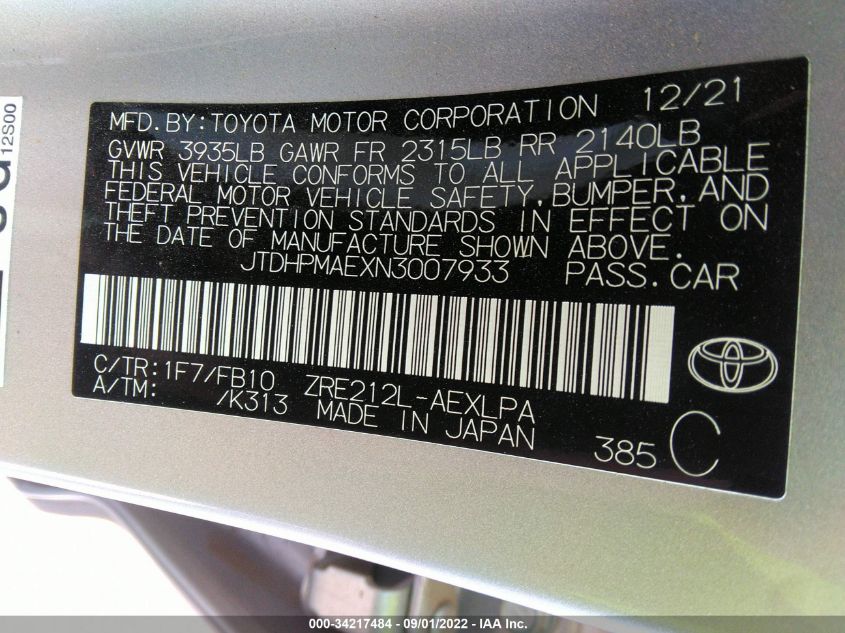 12S00
MFD. BY: TOYOTA MOTOR CORPORATION 12/21
GVWR 3935LB GAWR FR 2315LB RR 2140LB
THIS VEHICLE CONFORMS TO ALL APPLICABLE
FEDERAL MOTOR VEHICLE SAFETY, BUMPER, AND
THEFT PREVENTION STANDARDS IN EFFECT ON
THE DATE OF MANUFACTURE SHOWN ABOVE.
JTDHPMAEXN3007933 PASS. CAR
C/TR: 1F7/FB10 ZRE212L-AEXLPA
A/TM: /K313 MADE IN JAPAN 385 C
000-34217484 - 09/01/2022 - IAA Inc.